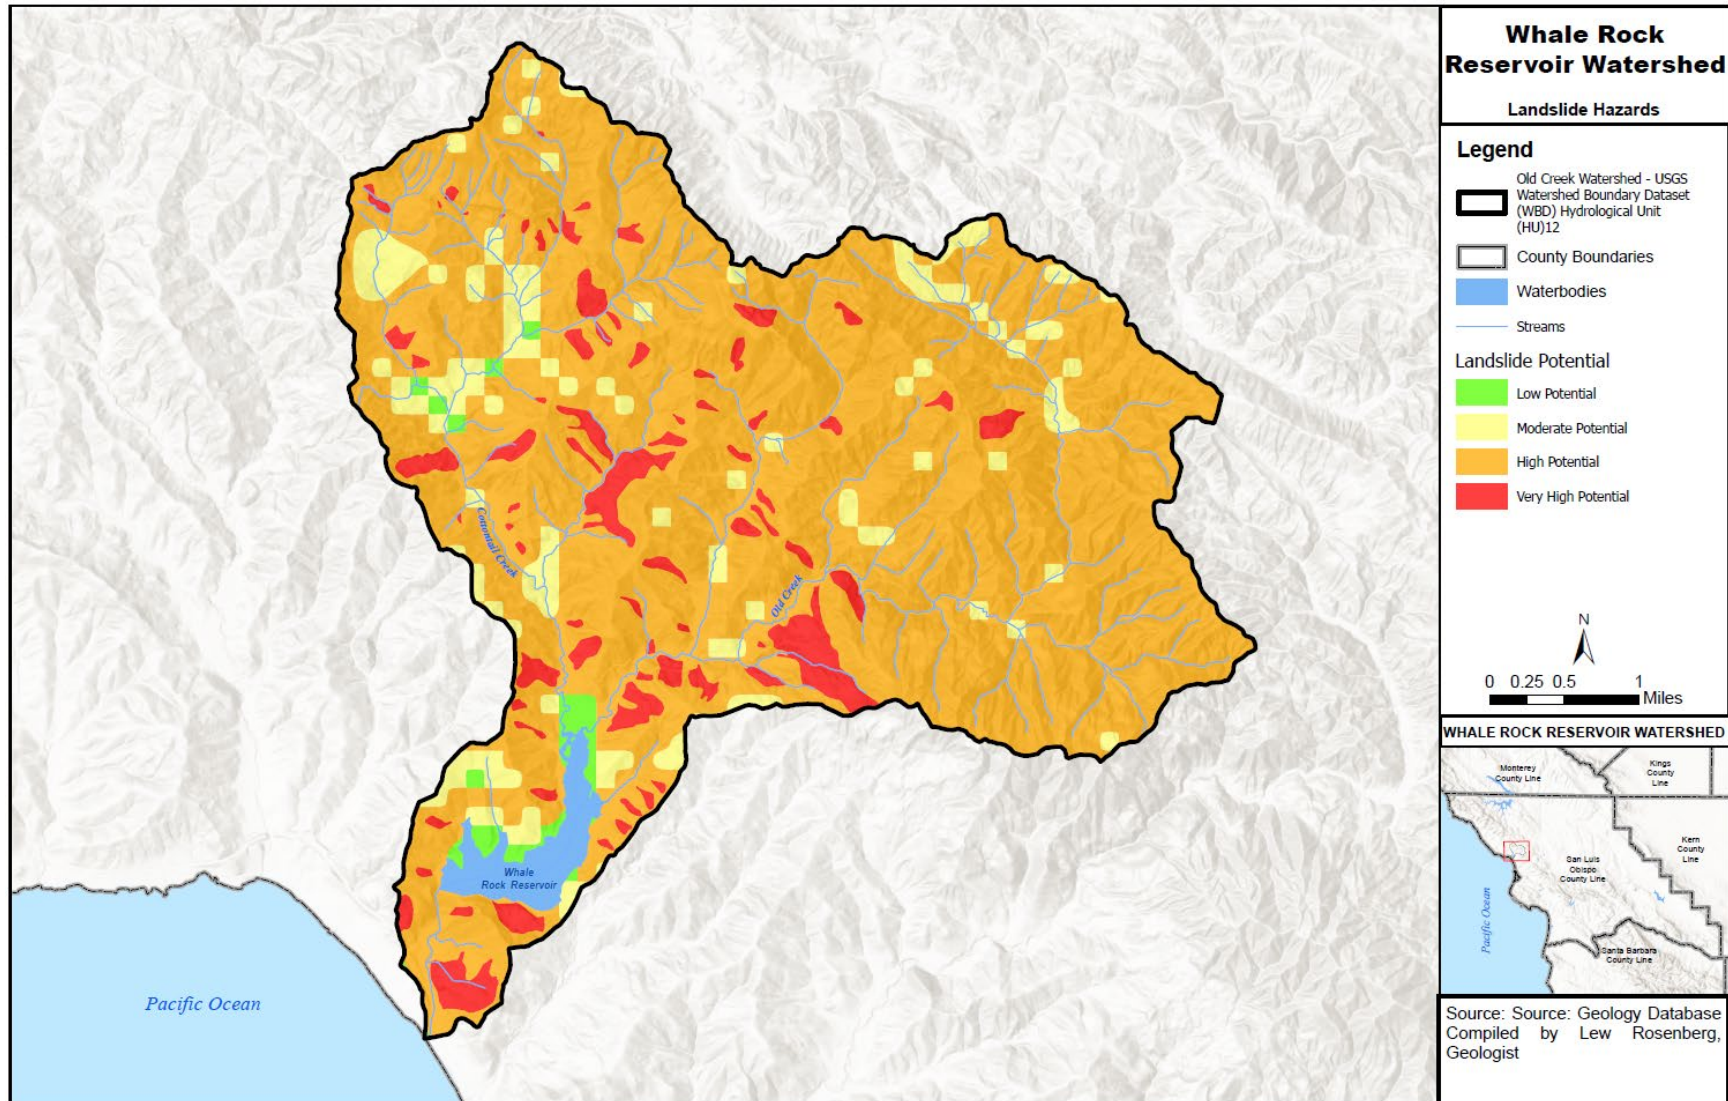 Whale Rock
Reservoir Watershed
Landslide Hazards
Legend
Old Creek Watershed - USGS
Watershed Boundary Dataset
(WBD) Hydrological Unit
(HU)12
County Boundaries
Waterbodies
Streams
Landslide Potential
Low Potential
Moderate Potential
High Potential
Very High Potential
N
0 0.25 0.5 1
Miles
WHALE ROCK RESERVOIR WATERSHED
Monterey
County Line
Kings
County
Line
Kern
County
Line
San Luis
Obispo
County Line
Pacific Ocean
Santa Barbara
County Line
Source: Source: Geology Database
Compiled by Lew Rosenberg,
Geologist
Cottontail Creek
Old Creek
Whale
Rock Reservoir
Pacific Ocean